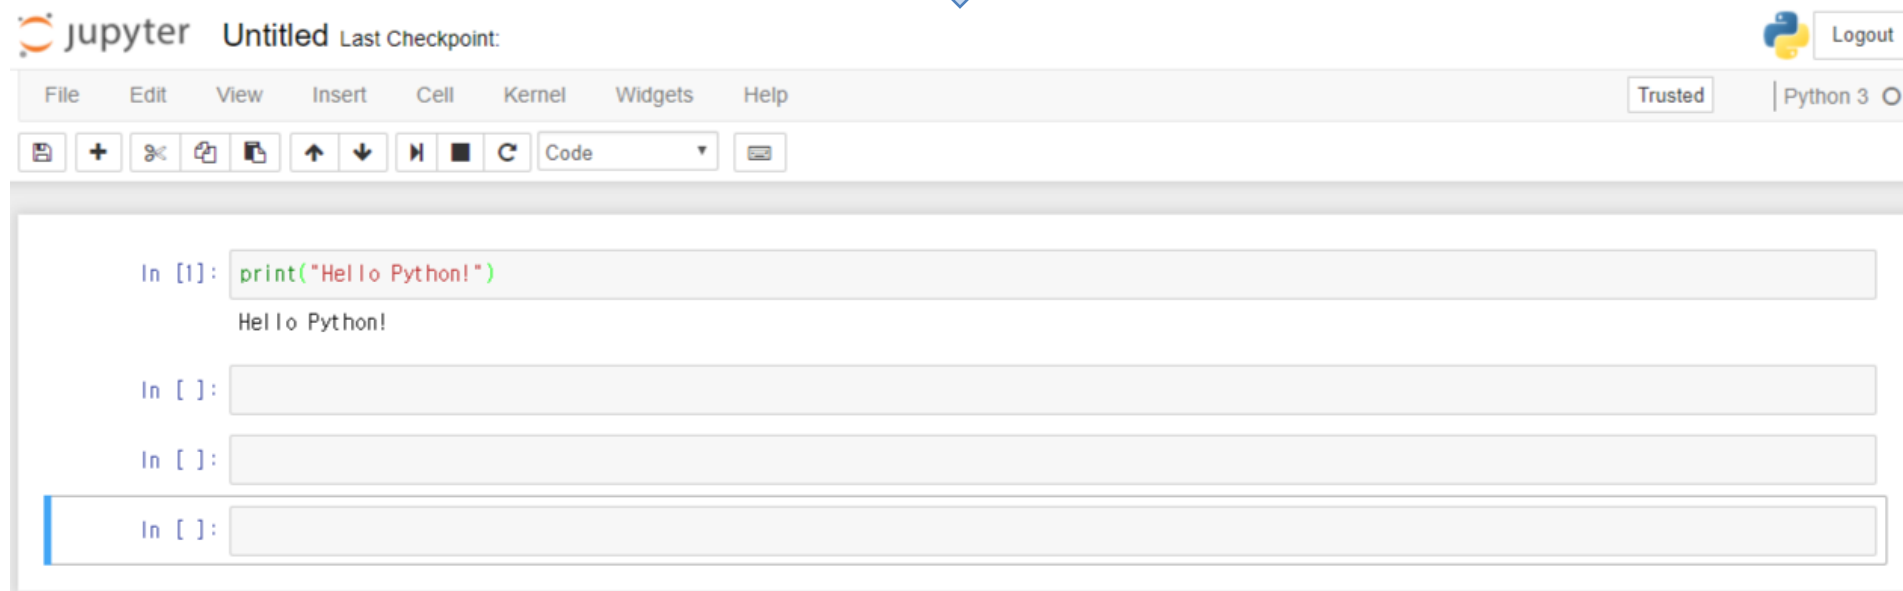 jupyter Untitled Last Checkpoint: Logout
File Edit View Insert Cell Kernel Widgets Help Trusted Python 3
Code
In [1]: print("Hello Python!")
Hello Python!
In [ ]:
In [ ]:
In [ ]: